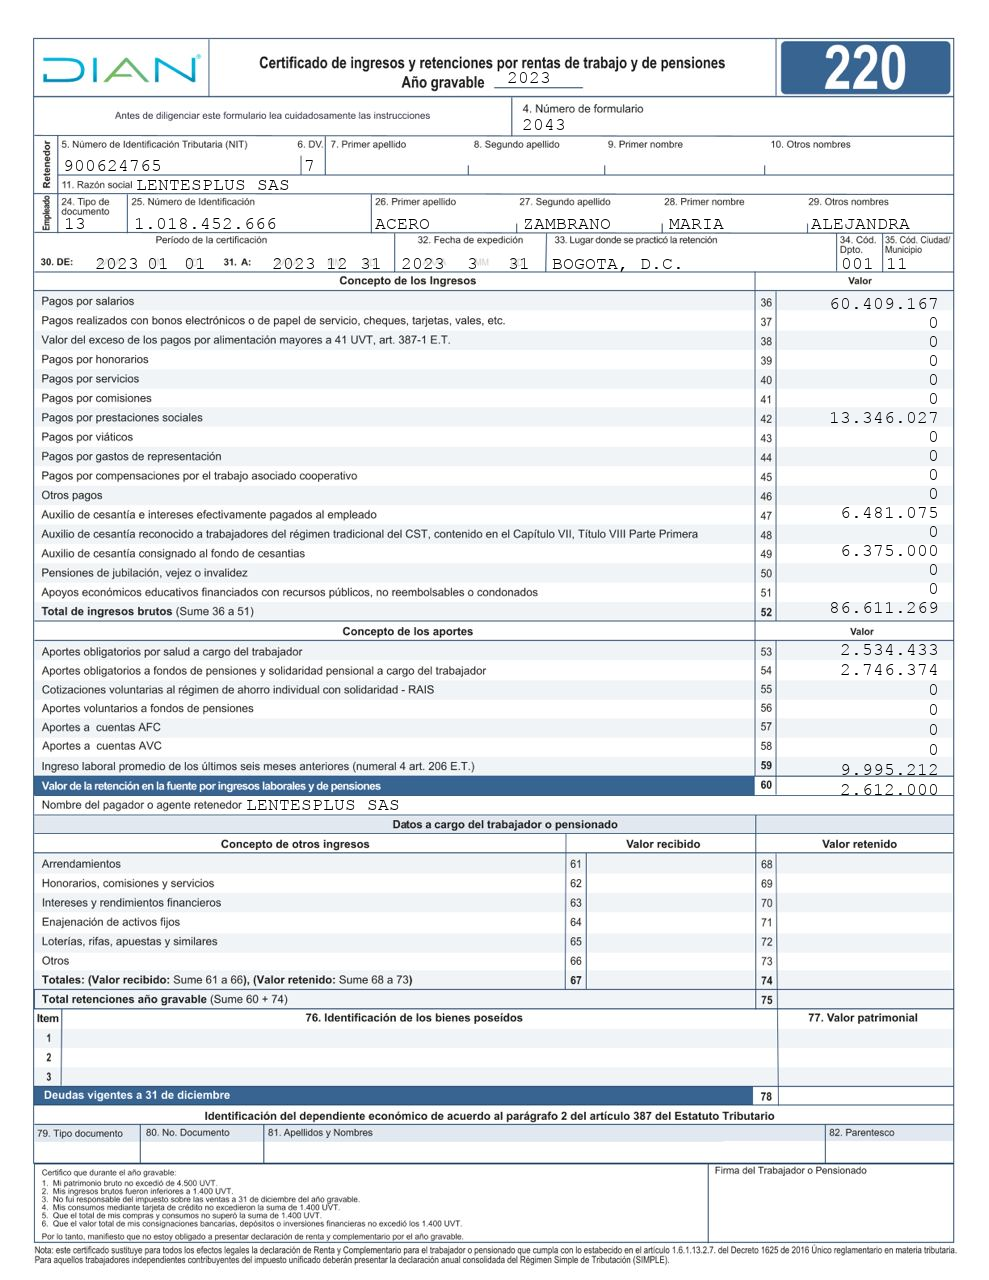 DIAN
Certificado de ingresos y retenciones por rentas de trabajo y de pensiones
Año gravable 2023
220
Antes de diligenciar este formulario lea cuidadosamente las instrucciones
4. Número de formulario
2043
Retenedor
5. Número de Identificación Tributaria (NIT) 6. DV. 7. Primer apellido 8. Segundo apellido 9. Primer nombre 10. Otros nombres
900624765 7
11. Razón social LENTESPLUS SAS
Empleado
24. Tipo de documento 25. Número de Identificación 26. Primer apellido 27. Segundo apellido 28. Primer nombre 29. Otros nombres
13 1.018.452.666 ACERO ZAMBRANO MARIA ALEJANDRA
Período de la certificación 32. Fecha de expedición 33. Lugar donde se practicó la retención 34. Cód. Dpto. 35. Cód. Ciudad/ Municipio
30. DE: 2023 01 01 31. A: 2023 12 31 2023 3 31 BOGOTA, D.C. 001 11
Concepto de los Ingresos Valor
Pagos por salarios 36 60.409.167
Pagos realizados con bonos electrónicos o de papel de servicio, cheques, tarjetas, vales, etc. 37 0
Valor del exceso de los pagos por alimentación mayores a 41 UVT, art. 387-1 E.T. 38 0
Pagos por honorarios 39 0
Pagos por servicios 40 0
Pagos por comisiones 41 0
Pagos por prestaciones sociales 42 13.346.027
Pagos por viáticos 43 0
Pagos por gastos de representación 44 0
Pagos por compensaciones por el trabajo asociado cooperativo 45 0
Otros pagos 46 0
Auxilio de cesantía e intereses efectivamente pagados al empleado 47 6.481.075
Auxilio de cesantía reconocido a trabajadores del régimen tradicional del CST, contenido en el Capítulo VII, Título VIII Parte Primera 48 0
Auxilio de cesantía consignado al fondo de cesantias 49 6.375.000
Pensiones de jubilación, vejez o invalidez 50 0
Apoyos económicos educativos financiados con recursos públicos, no reembolsables o condonados 51 0
Total de ingresos brutos (Sume 36 a 51) 52 86.611.269
Concepto de los aportes Valor
Aportes obligatorios por salud a cargo del trabajador 53 2.534.433
Aportes obligatorios a fondos de pensiones y solidaridad pensional a cargo del trabajador 54 2.746.374
Cotizaciones voluntarias al régimen de ahorro individual con solidaridad - RAIS 55 0
Aportes voluntarios a fondos de pensiones 56 0
Aportes a cuentas AFC 57 0
Aportes a cuentas AVC 58 0
Ingreso laboral promedio de los últimos seis meses anteriores (numeral 4 art. 206 E.T.) 59 9.995.212
Valor de la retención en la fuente por ingresos laborales y de pensiones 60 2.612.000
Nombre del pagador o agente retenedor LENTESPLUS SAS
Datos a cargo del trabajador o pensionado
Concepto de otros ingresos Valor recibido Valor retenido
Arrendamientos 61 68
Honorarios, comisiones y servicios 62 69
Intereses y rendimientos financieros 63 70
Enajenación de activos fijos 64 71
Loterías, rifas, apuestas y similares 65 72
Otros 66 73
Totales: (Valor recibido: Sume 61 a 66), (Valor retenido: Sume 68 a 73) 67 74
Total retenciones año gravable (Sume 60 + 74) 75
Item 76. Identificación de los bienes poseídos 77. Valor patrimonial
1
2
3
Deudas vigentes a 31 de diciembre 78
Identificación del dependiente económico de acuerdo al parágrafo 2 del artículo 387 del Estatuto Tributario
79. Tipo documento 80. No. Documento 81. Apellidos y Nombres 82. Parentesco
Certifico que durante el año gravable:
1. Mi patrimonio bruto no excedió de 4.500 UVT.
2. Mis ingresos brutos fueron inferiores a 1.400 UVT.
3. No fui responsable del impuesto sobre las ventas a 31 de diciembre del año gravable.
4. Mis consumos mediante tarjeta de crédito no excedieron la suma de 1.400 UVT.
5. Que el total de mis compras y consumos no superó la suma de 1.400 UVT.
6. Que el valor total de mis consignaciones bancarias, depósitos o inversiones financieras no excedió los 1.400 UVT.
Por lo tanto, manifiesto que no estoy obligado a presentar declaración de renta y complementario por el año gravable.
Firma del Trabajador o Pensionado
Nota: este certificado sustituye para todos los efectos legales la declaración de Renta y Complementario para el trabajador o pensionado que cumpla con lo establecido en el artículo 1.6.1.13.2.7. del Decreto 1625 de 2016 Único reglamentario en materia tributaria.
Para aquellos trabajadores independientes contribuyentes del impuesto unificado deberán presentar la declaración anual consolidada del Régimen Simple de Tributación (SIMPLE).